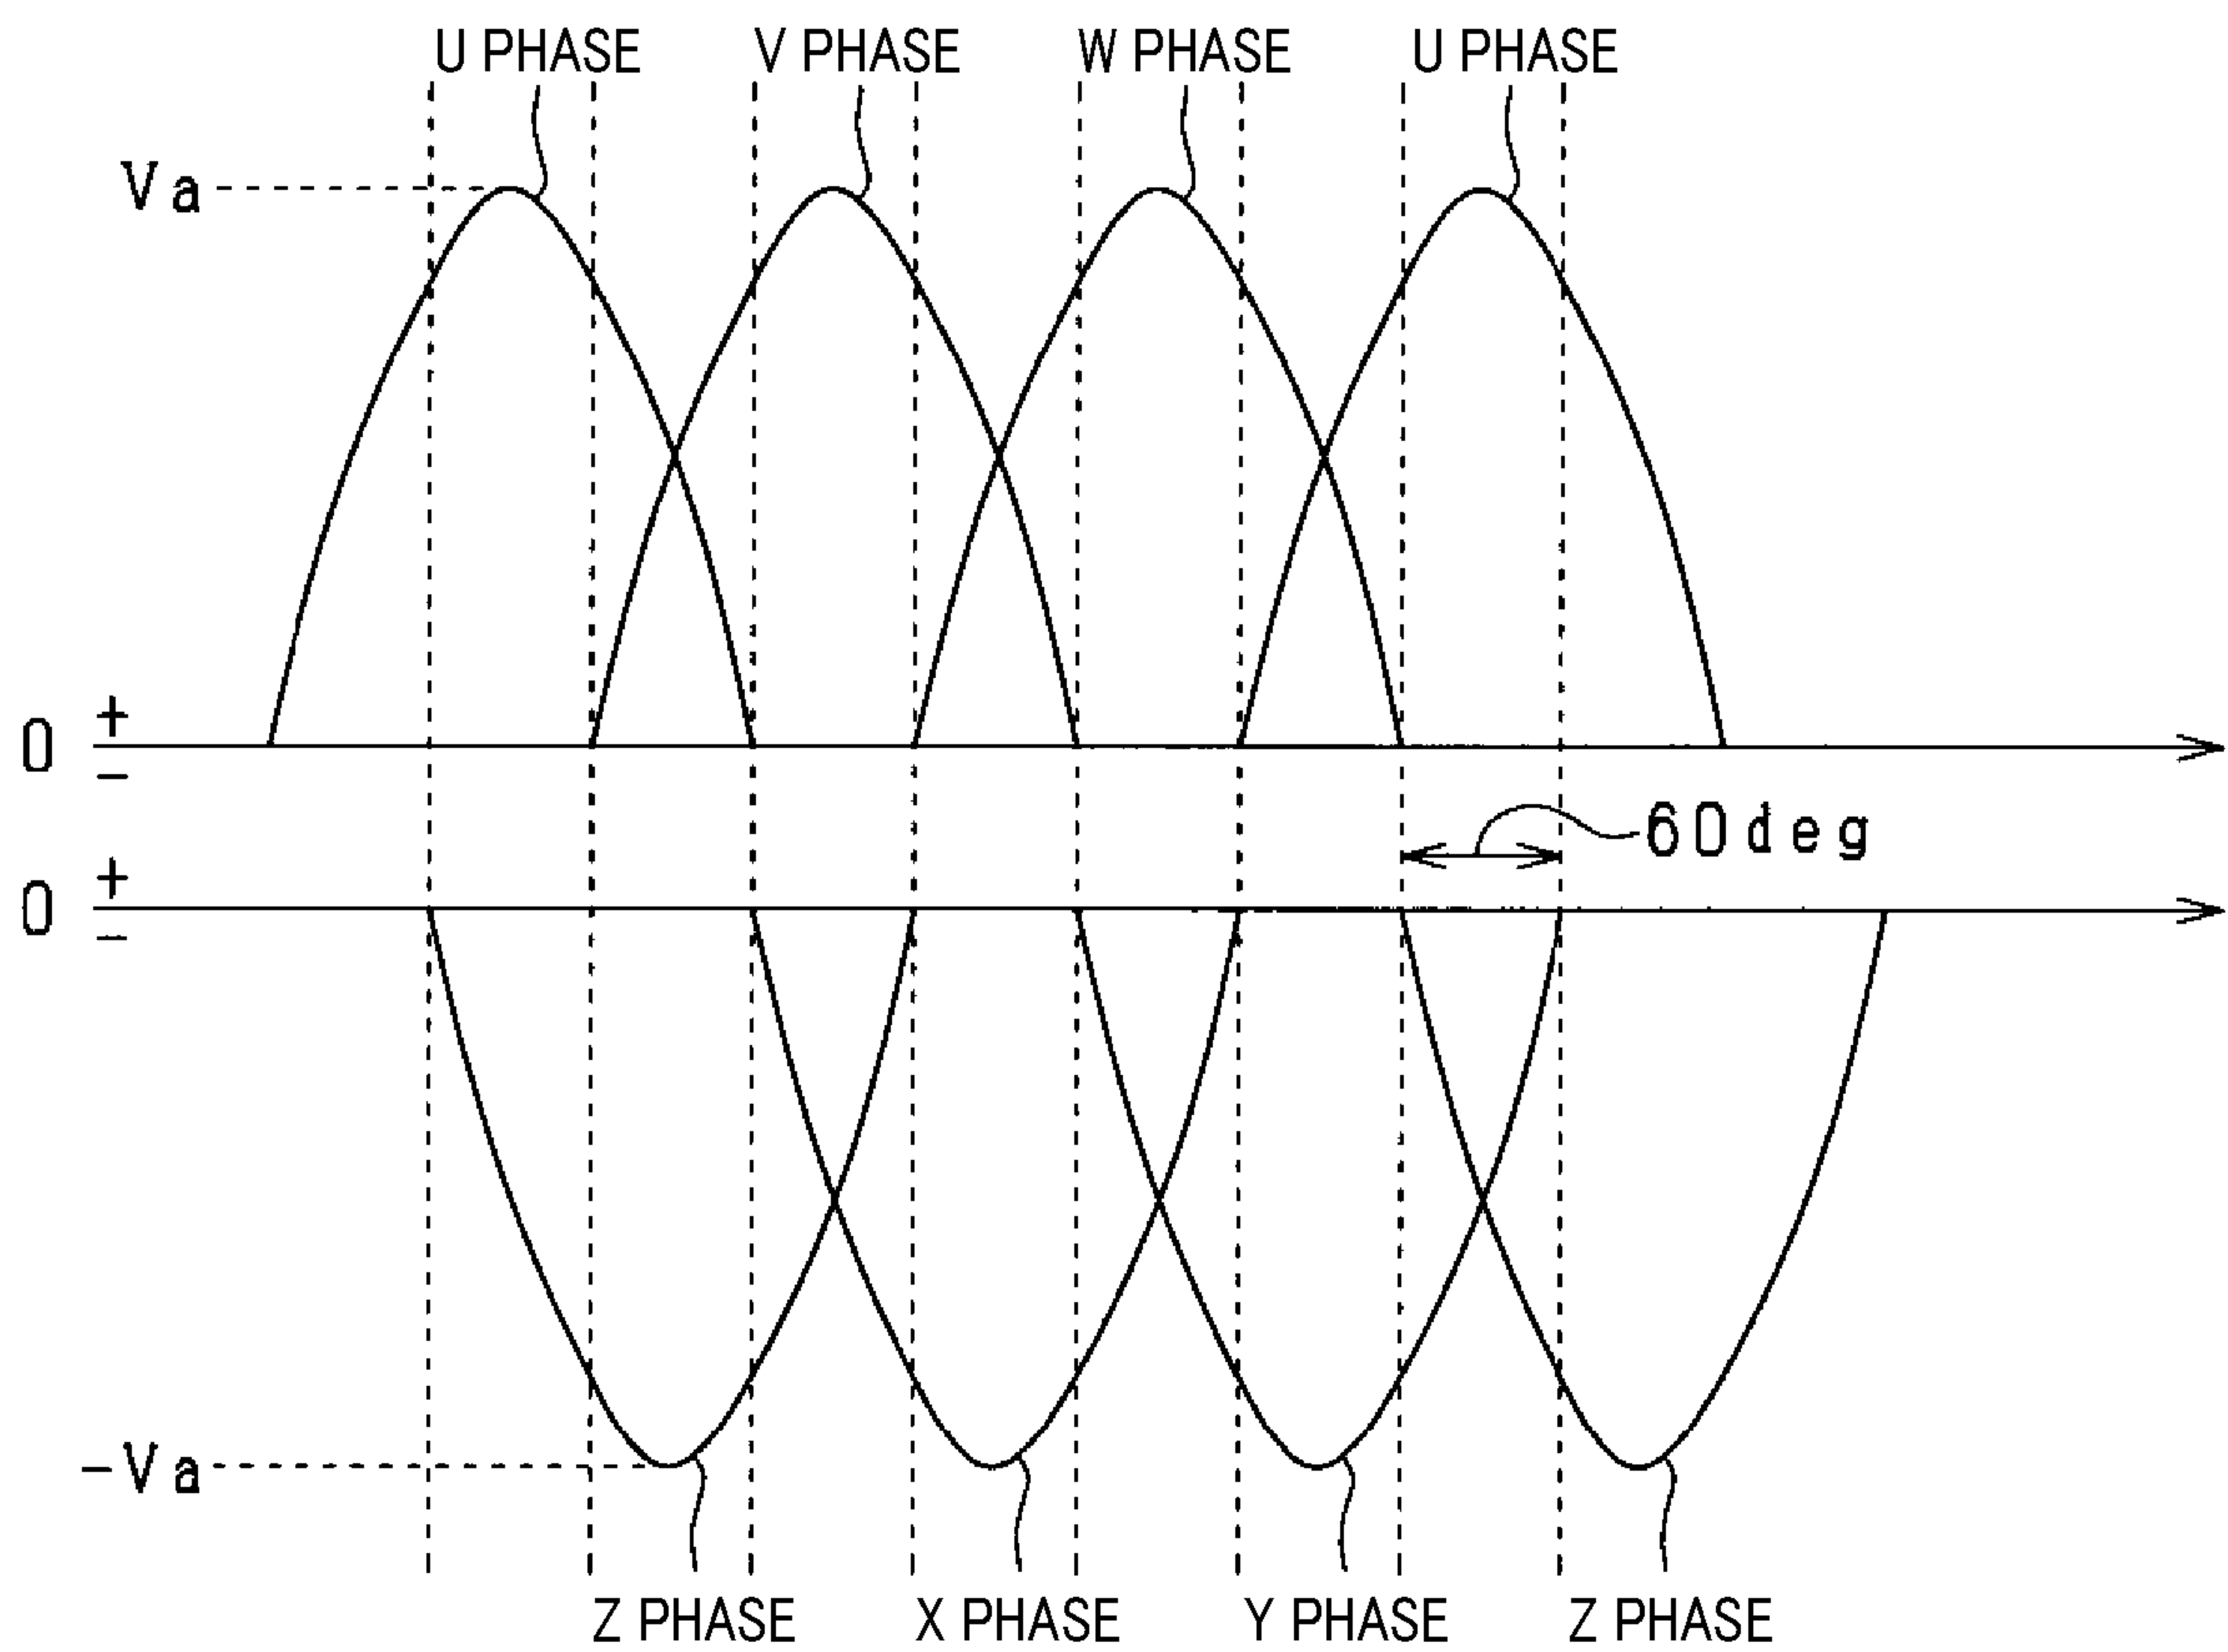 U PHASE V PHASE W PHASE U PHASE
Va
+
0
−
60deg
+
0
−
−Va
Z PHASE X PHASE Y PHASE Z PHASE